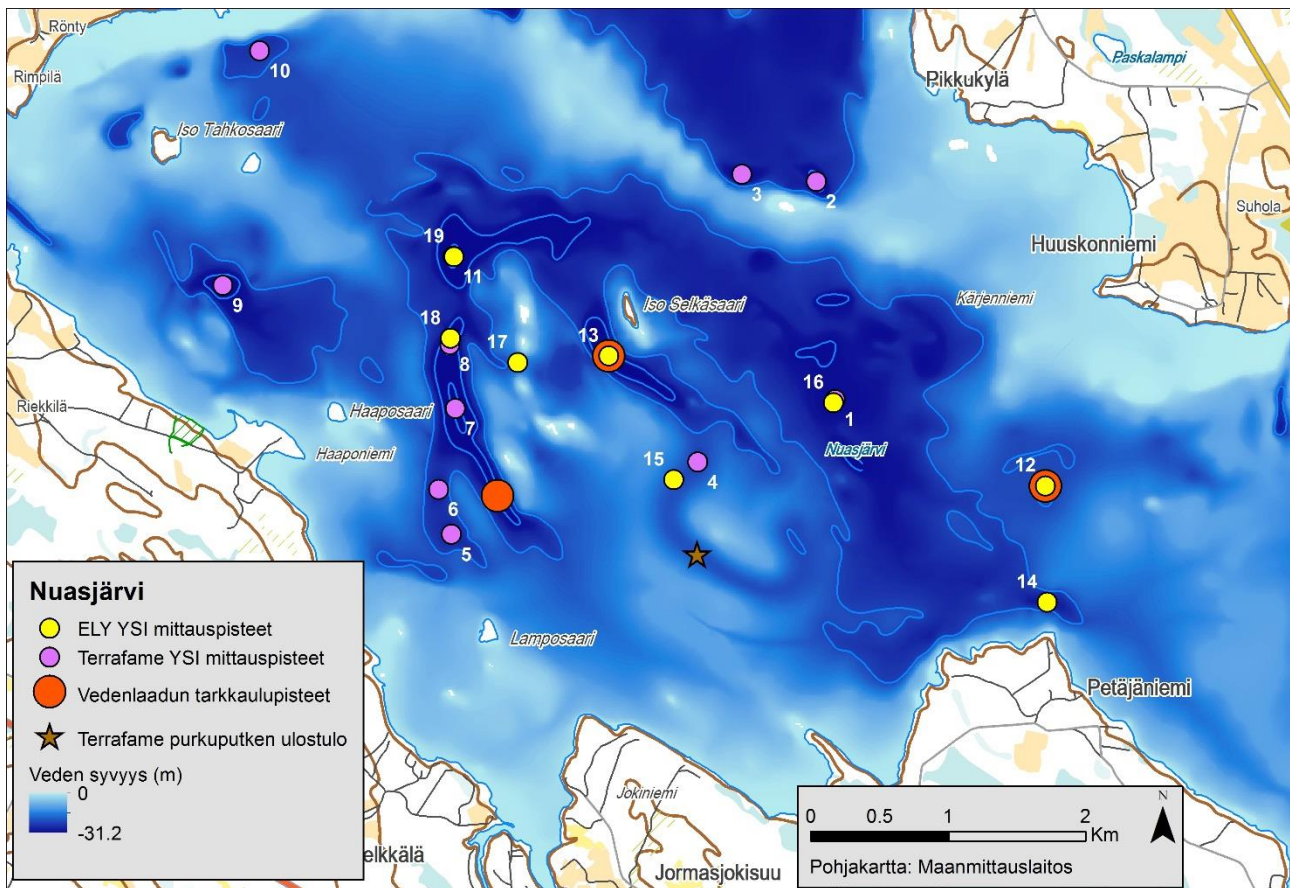 Rönty
Rimpilä
10
Iso Tahkosaari
1
Paskalampi
Pikkukylä
3
2
Suhola
Huuskonniemi
19
11
9
Iso Selkäsaari
Kärjenniemi
18
8
17
13
Riekkilä
Haaposaari
7
Haaponiemi
16
1
Nuasjärvi
15
4
12
6
5
14
Lamposaari
Petäjäniemi
Nuasjärvi
ELY YSI mittauspisteet
Terrafame YSI mittauspisteet
Vedenlaadun tarkkaulupisteet
Terrafame purkuputken ulostulo
Veden syvyys (m)
0
-31.2
Jokiniemi
elkkälä
Jormasjokisuu
N
0 0.5 1 2
Km
Pohjakartta: Maanmittauslaitos